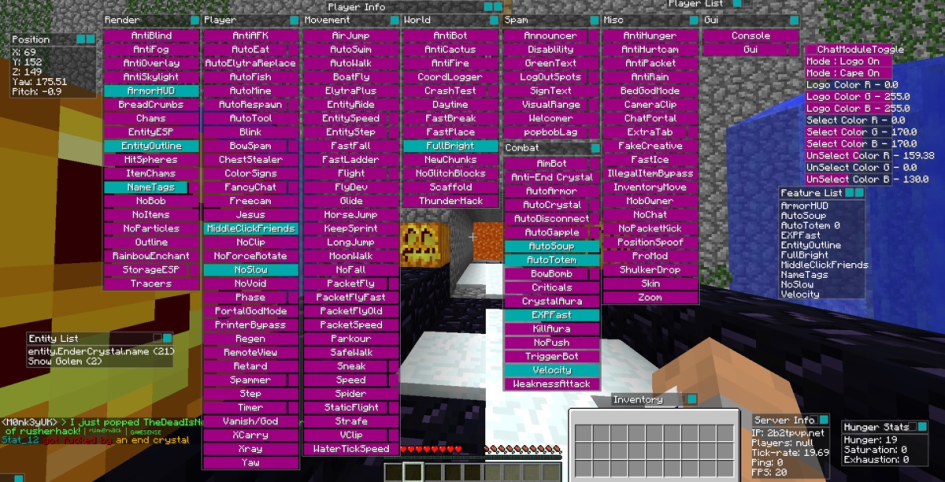 Player Info
Player List
Position
X: 69
Y: 152
Z: 149
Yaw: 175.51
Pitch: -0.9
Render
AntiBlind
AntiFog
AntiOverlay
AntiSkylight
ArmorHUD
BreadCrumbs
Chams
EntityESP
EntityOutline
HitSpheres
ItemChams
NameTags
NoBob
NoItems
NoParticles
Outline
RainbowEnchant
StorageESP
Tracers
Player
AntiAFK
AutoEat
AutoElytraReplace
AutoFish
AutoMine
AutoRespawn
AutoTool
Blink
BowSpam
ChestStealer
ColorSigns
FancyChat
Freecam
Jesus
MiddleClickFriends
NoClip
NoForceRotate
NoSlow
NoVoid
Phase
PortalGodMode
PrinterBypass
Regen
RemoteView
Retard
Spammer
Step
Timer
Vanish/God
XCarry
Xray
Yaw
Movement
AirJump
AutoSwim
AutoWalk
BoatFly
ElytraPlus
EntityRide
EntitySpeed
EntityStep
FastFall
FastLadder
Flight
FlyDev
Glide
HorseJump
KeepSprint
LongJump
MoonWalk
NoFall
PacketFly
PacketFlyFast
PacketFlyOld
PacketSpeed
Parkour
SafeWalk
Sneak
Speed
Spider
StaticFlight
Strafe
VClip
WaterTickSpeed
World
AntiBot
AntiCactus
AntiFire
CoordLogger
CrashTest
Daytime
FastBreak
FastPlace
FullBright
NewChunks
NoGlitchBlocks
Scaffold
ThunderHack
Spam
Announcer
Disablility
GreenText
LogOutSpots
SignText
VisualRange
Welcomer
popbobLag
Combat
AimBot
Anti-End Crystal
AutoArmor
AutoCrystal
AutoDisconnect
AutoGapple
AutoSoup
AutoTotem
BowBomb
Criticals
CrystalAura
EXPFast
KillAura
NoPush
TriggerBot
Velocity
WeaknessAttack
Misc
AntiHunger
AntiHurtcam
AntiPacket
AntiRain
BedGodMode
CameraClip
ChatPortal
ExtraTab
FakeCreative
FastIce
IllegalItemBypass
InventoryMove
MobOwner
NoChat
NoPacketKick
PositionSpoof
ProMod
ShulkerDrop
Skin
Zoom
Gui
Console
Gui
ChatModuleToggle
Mode : Logo On
Mode : Cape On
Logo Color R - 0.0
Logo Color G - 255.0
Logo Color B - 255.0
Select Color R - 0.0
Select Color G - 170.0
Select Color B - 170.0
UnSelect Color R - 159.38
UnSelect Color G - 0.0
UnSelect Color B - 130.0
Feature List
ArmorHUD
AutoSoup
AutoTotem 0
EXPFast
EntityOutline
FullBright
MiddleClickFriends
NameTags
NoSlow
Velocity
Entity List
entity.EnderCrystal.name (21)
Snow Golem (2)
<M0nk3yUK> > I just popped TheDeadIsNe
of rusherhack! |
Stat_12 got fucked by an end crystal
Inventory
Server Info
IP: 2b2tpvp.net
Players: null
Tick-rate: 19.69
Ping: 0
FPS: 20
Hunger Stats
Hunger: 19
Saturation: 0
Exhaustion: 0